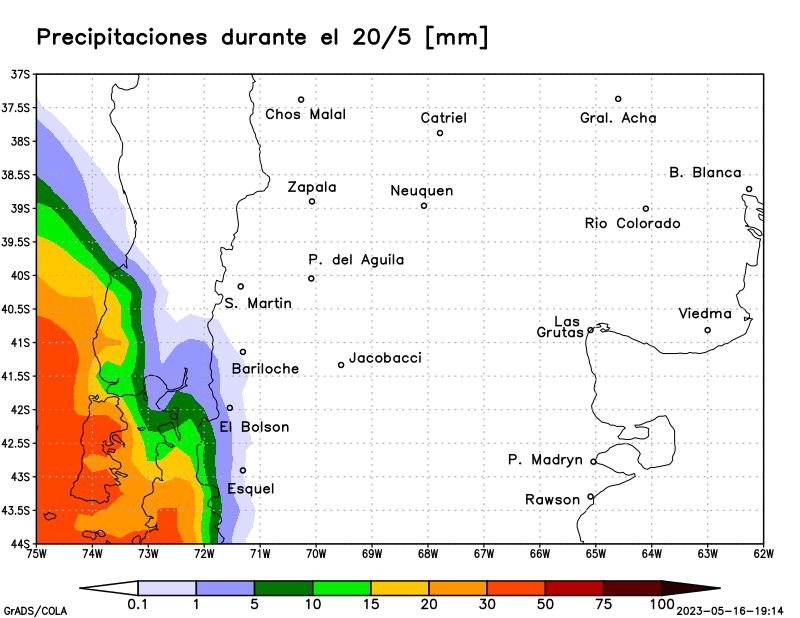 Precipitaciones durante el 20/5 [mm]
37S
37.5S
38S
38.5S
39S
39.5S
40S
40.5S
41S
41.5S
42S
42.5S
43S
43.5S
44S
Chos Malal
Catriel
Gral. Acha
B. Blanca
Zapala
Neuquen
Rio Colorado
P. del Aguila
S. Martin
Las
Grutas
Viedma
Bariloche
Jacobacci
El Bolson
P. Madryn
Esquel
Rawson
75W 74W 73W 72W 71W 70W 69W 68W 67W 66W 65W 64W 63W 62W
0.1 1 5 10 15 20 30 50 75 100
GrADS/COLA
2023-05-16-19:14